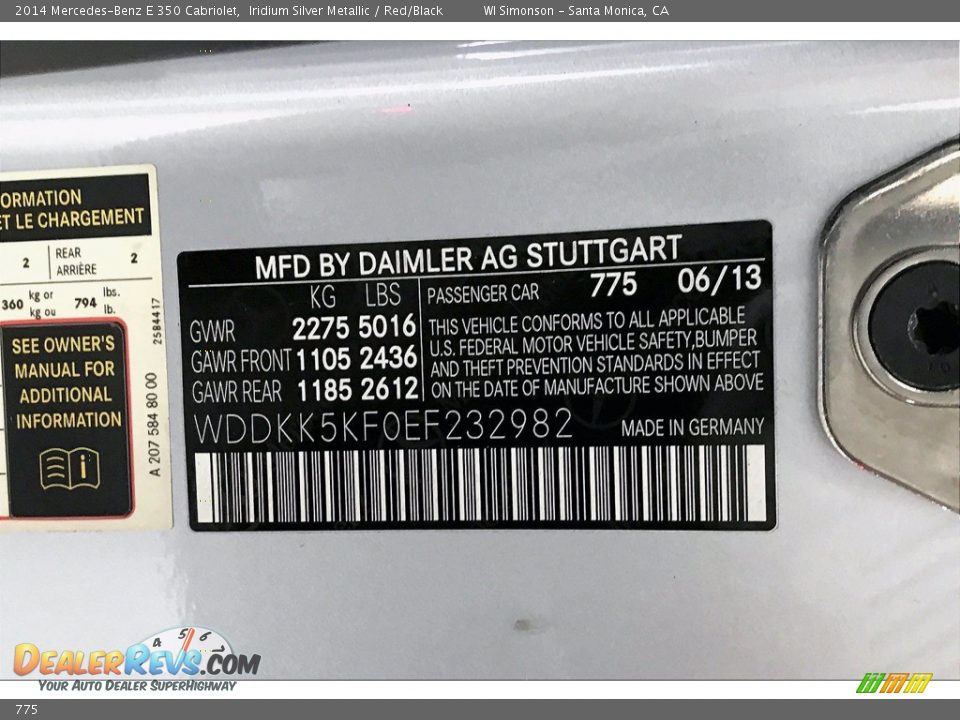 2014 Mercedes-Benz E 350 Cabriolet, Iridium Silver Metallic / Red/Black WI Simonson - Santa Monica, CA
ORMATION
ET LE CHARGEMENT
2 REAR ARRIÈRE 2
360 kg or kg ou 794 lbs. lb.
SEE OWNER'S
MANUAL FOR
ADDITIONAL
INFORMATION
2584417
A 207 584 80 00
MFD BY DAIMLER AG STUTTGART
KG LBS PASSENGER CAR 775 06/13
GVWR 2275 5016
GAWR FRONT 1105 2436
GAWR REAR 1185 2612
THIS VEHICLE CONFORMS TO ALL APPLICABLE
U.S. FEDERAL MOTOR VEHICLE SAFETY,BUMPER
AND THEFT PREVENTION STANDARDS IN EFFECT
ON THE DATE OF MANUFACTURE SHOWN ABOVE
WDDKK5KF0EF232982 MADE IN GERMANY
4 5 6
DEALERREVS.COM
YOUR AUTO DEALER SUPERHIGHWAY
775